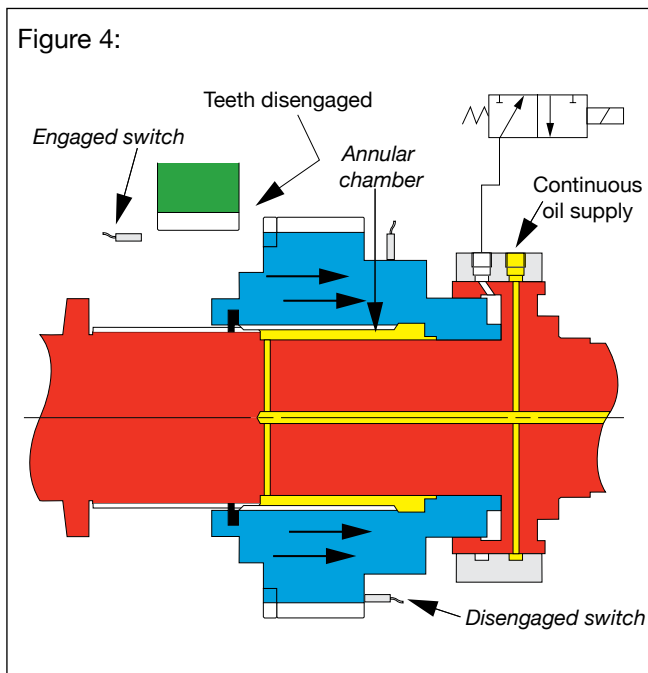 Figure 4:
Teeth disengaged
Engaged switch
Annular
chamber
Continuous
oil supply
Disengaged switch